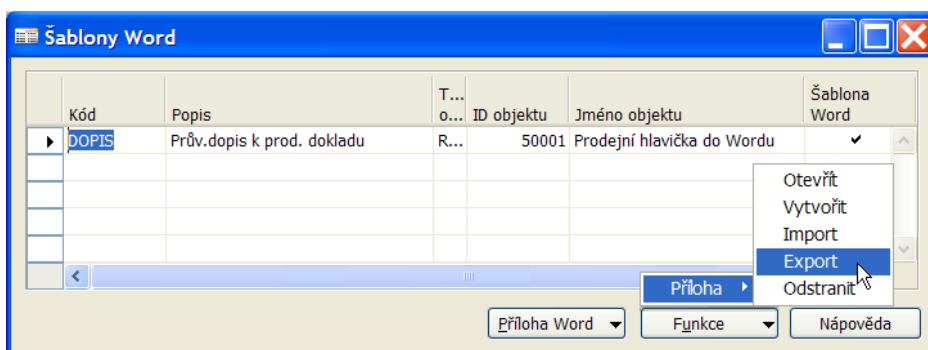 Šablony Word
Kód Popis T... o... ID objektu Jméno objektu Šablona Word
DOPIS Prův.dopis k prod. dokladu R... 50001 Prodejní hlavička do Wordu
Otevřít
Vytvořit
Import
Export
Příloha Odstranit
Příloha Word Funkce Nápověda